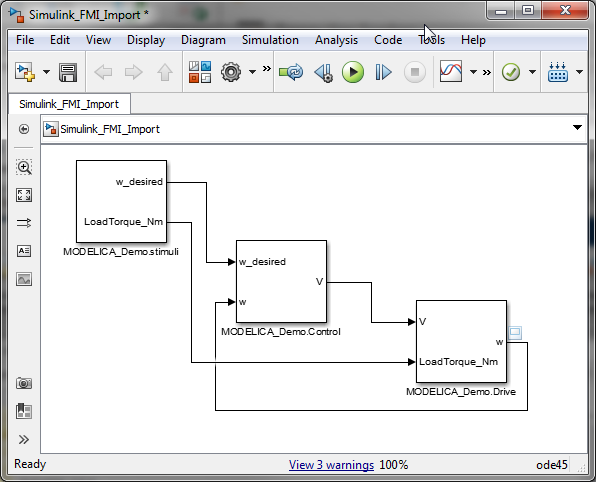 Simulink_FMI_Import *
File Edit View Display Diagram Simulation Analysis Code Tools Help
Simulink_FMI_Import
Simulink_FMI_Import
w_desired
LoadTorque_Nm
MODELICA_Demo.stimuli
w_desired
V
w
MODELICA_Demo.Control
V
w
LoadTorque_Nm
MODELICA_Demo.Drive
Ready View 3 warnings 100% ode45